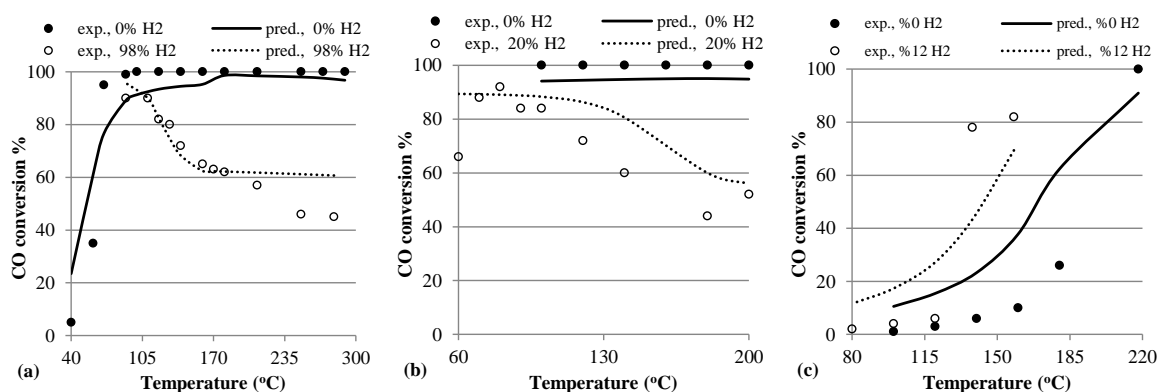 exp., 0% H2
pred., 0% H2
exp., 98% H2
pred., 98% H2
CO conversion %
100
80
60
40
20
0
40
105
170
235
300
(a)
Temperature (oC)
exp., 0% H2
pred., 0% H2
exp., 20% H2
pred., 20% H2
CO conversion %
100
80
60
40
20
0
60
130
200
(b)
Temperature (oC)
exp., %0 H2
pred., %0 H2
exp., %12 H2
pred., %12 H2
CO conversion %
100
80
60
40
20
0
80
115
150
185
220
(c)
Temperature (oC)